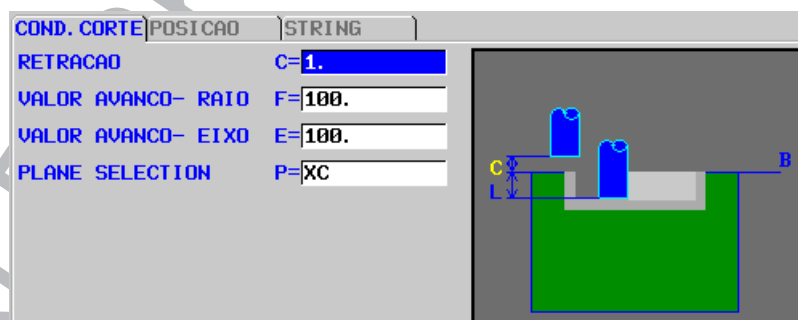 COND. CORTE POSICAO STRING
RETRACAO C= 1.
VALOR AVANCO- RAIO F= 100.
VALOR AVANCO- EIXO E= 100.
PLANE SELECTION P= XC
C
L
B